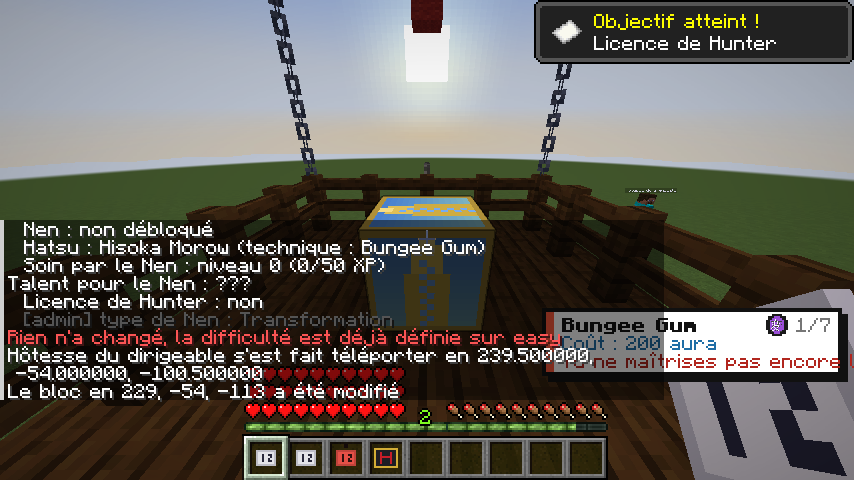 Objectif atteint !
Licence de Hunter
Nen : non débloqué
Hatsu : Hisoka Morow (technique : Bungee Gum)
Soin par le Nen : niveau 0 (0/50 XP)
Talent pour le Nen : ???
Licence de Hunter : non
[admin] type de Nen : Transformation
Rien n'a changé, la difficulté est déjà définie sur easy
Hôtesse du dirigeable s'est fait téléporter en 239.500000,
-54.000000, -100.500000
Le bloc en 229, -54, -113 a été modifié
Bungee Gum 1/7
Coût : 200 aura
ne maîtrises pas encore
2
12 12 12 H
12